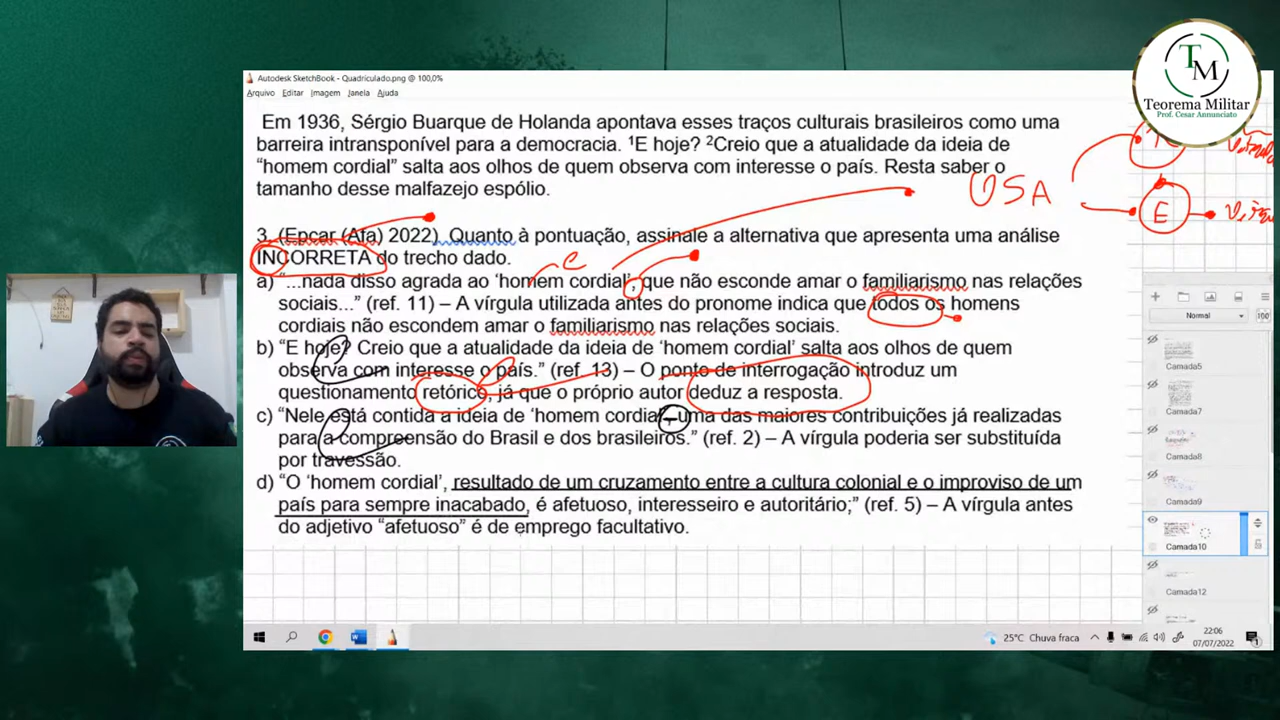 Autodesk SketchBook - Quadriculado.png @ 100,0%
Arquivo Editar Imagem Janela Ajuda
TM
Teorema Militar
Prof. Cesar Annunciato
Em 1936, Sérgio Buarque de Holanda apontava esses traços culturais brasileiros como uma
barreira intransponível para a democracia. ¹E hoje? ²Creio que a atualidade da ideia de
“homem cordial” salta aos olhos de quem observa com interesse o país. Resta saber o
tamanho desse malfazejo espólio.
OSA
E
3. (Epcar (Afa) 2022). Quanto à pontuação, assinale a alternativa que apresenta uma análise
INCORRETA do trecho dado.
e
a) “...nada disso agrada ao ‘homem cordial’, que não esconde amar o familiarismo nas relações
sociais...” (ref. 11) – A vírgula utilizada antes do pronome indica que todos os homens
cordiais não escondem amar o familiarismo nas relações sociais.
b) “E hoje? Creio que a atualidade da ideia de ‘homem cordial’ salta aos olhos de quem
observa com interesse o país.” (ref. 13) – O ponto de interrogação introduz um
questionamento retórico, já que o próprio autor deduz a resposta.
c) “Nele está contida a ideia de ‘homem cordial’, uma das maiores contribuições já realizadas
para a compreensão do Brasil e dos brasileiros.” (ref. 2) – A vírgula poderia ser substituída
por travessão.
d) “O ‘homem cordial’, resultado de um cruzamento entre a cultura colonial e o improviso de um
país para sempre inacabado, é afetuoso, interesseiro e autoritário;” (ref. 5) – A vírgula antes
do adjetivo “afetuoso” é de emprego facultativo.
Normal
100
Camada5
Camada7
Camada8
Camada9
Camada10
Camada12
25°C Chuva fraca
22:06
07/07/2022